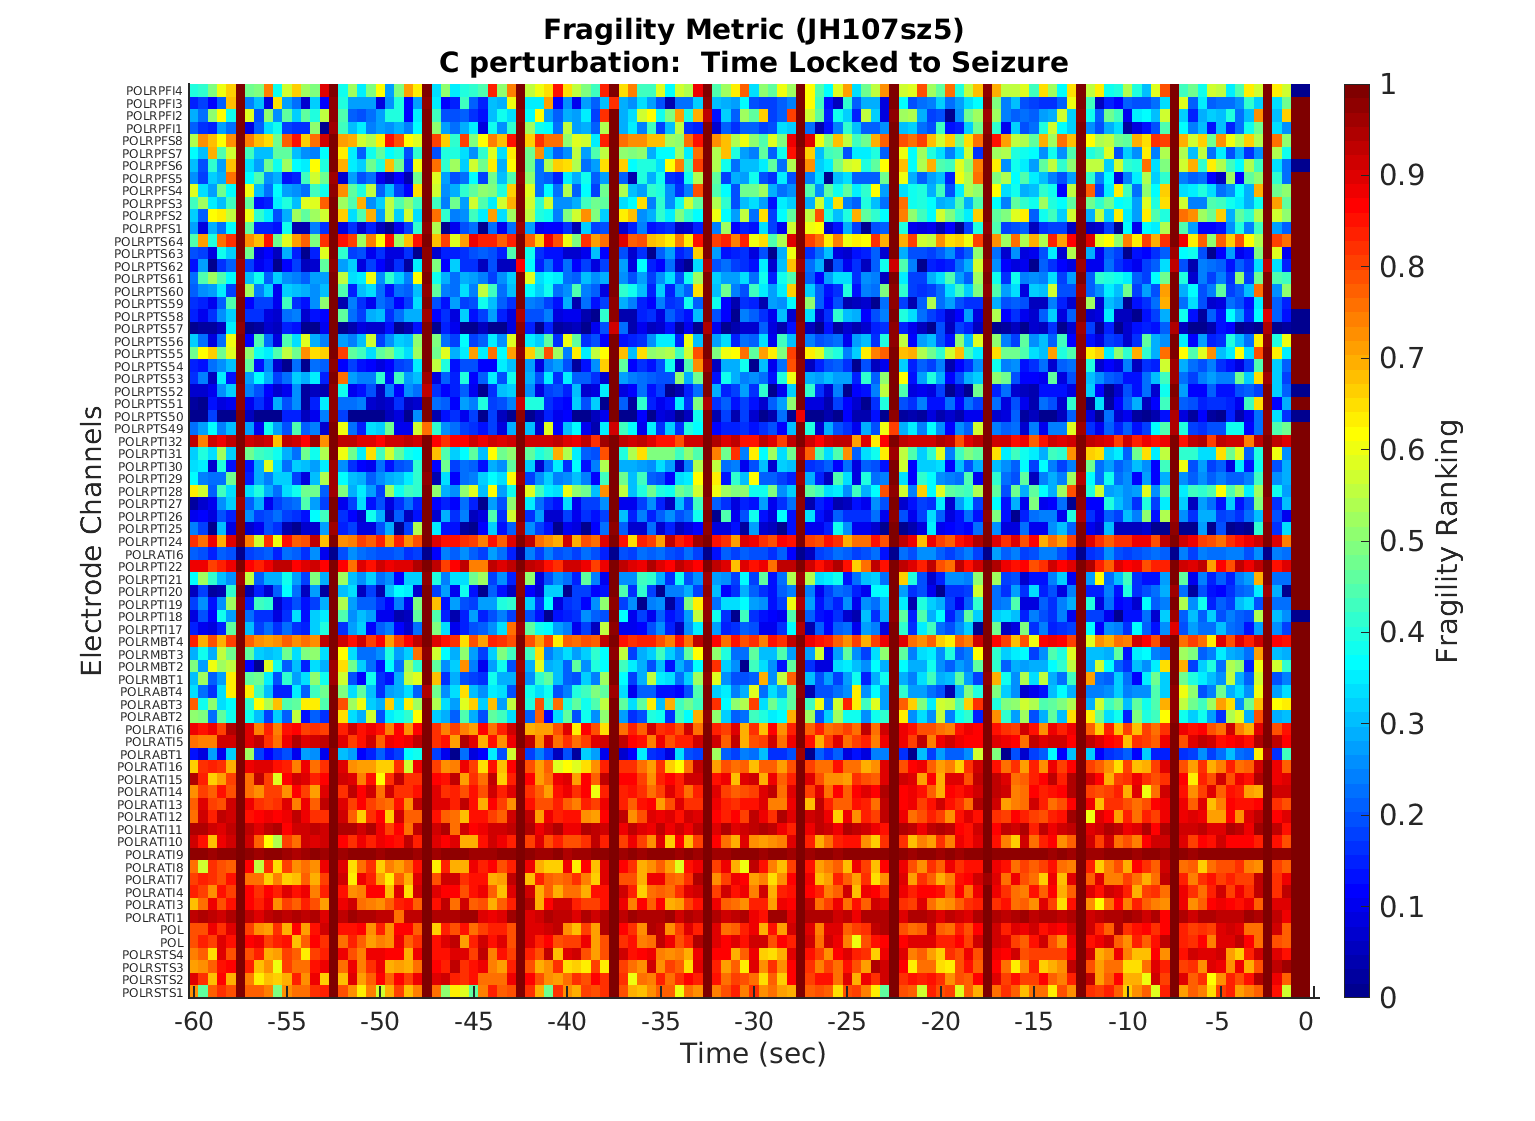 Fragility Metric (JH107sz5)
C perturbation:  Time Locked to Seizure
POLRPFI4
POLRPFI3
POLRPFI2
POLRPFI1
POLRPFS8
POLRPFS7
POLRPFS6
POLRPFS5
POLRPFS4
POLRPFS3
POLRPFS2
POLRPFS1
POLRPTS64
POLRPTS63
POLRPTS62
POLRPTS61
POLRPTS60
POLRPTS59
POLRPTS58
POLRPTS57
POLRPTS56
POLRPTS55
POLRPTS54
POLRPTS53
POLRPTS52
POLRPTS51
POLRPTS50
POLRPTS49
POLRPTI32
POLRPTI31
POLRPTI30
POLRPTI29
POLRPTI28
POLRPTI27
POLRPTI26
POLRPTI25
POLRPTI24
POLRATI6
POLRPTI22
POLRPTI21
POLRPTI20
POLRPTI19
POLRPTI18
POLRPTI17
POLRMBT4
POLRMBT3
POLRMBT2
POLRMBT1
POLRABT4
POLRABT3
POLRABT2
POLRATI6
POLRATI5
POLRABT1
POLRATI16
POLRATI15
POLRATI14
POLRATI13
POLRATI12
POLRATI11
POLRATI10
POLRATI9
POLRATI8
POLRATI7
POLRATI4
POLRATI3
POLRATI1
POL
POL
POLRSTS4
POLRSTS3
POLRSTS2
POLRSTS1
Electrode Channels
-60 -55 -50 -45 -40 -35 -30 -25 -20 -15 -10 -5 0
Time (sec)
1
0.9
0.8
0.7
0.6
0.5
0.4
0.3
0.2
0.1
0
Fragility Ranking